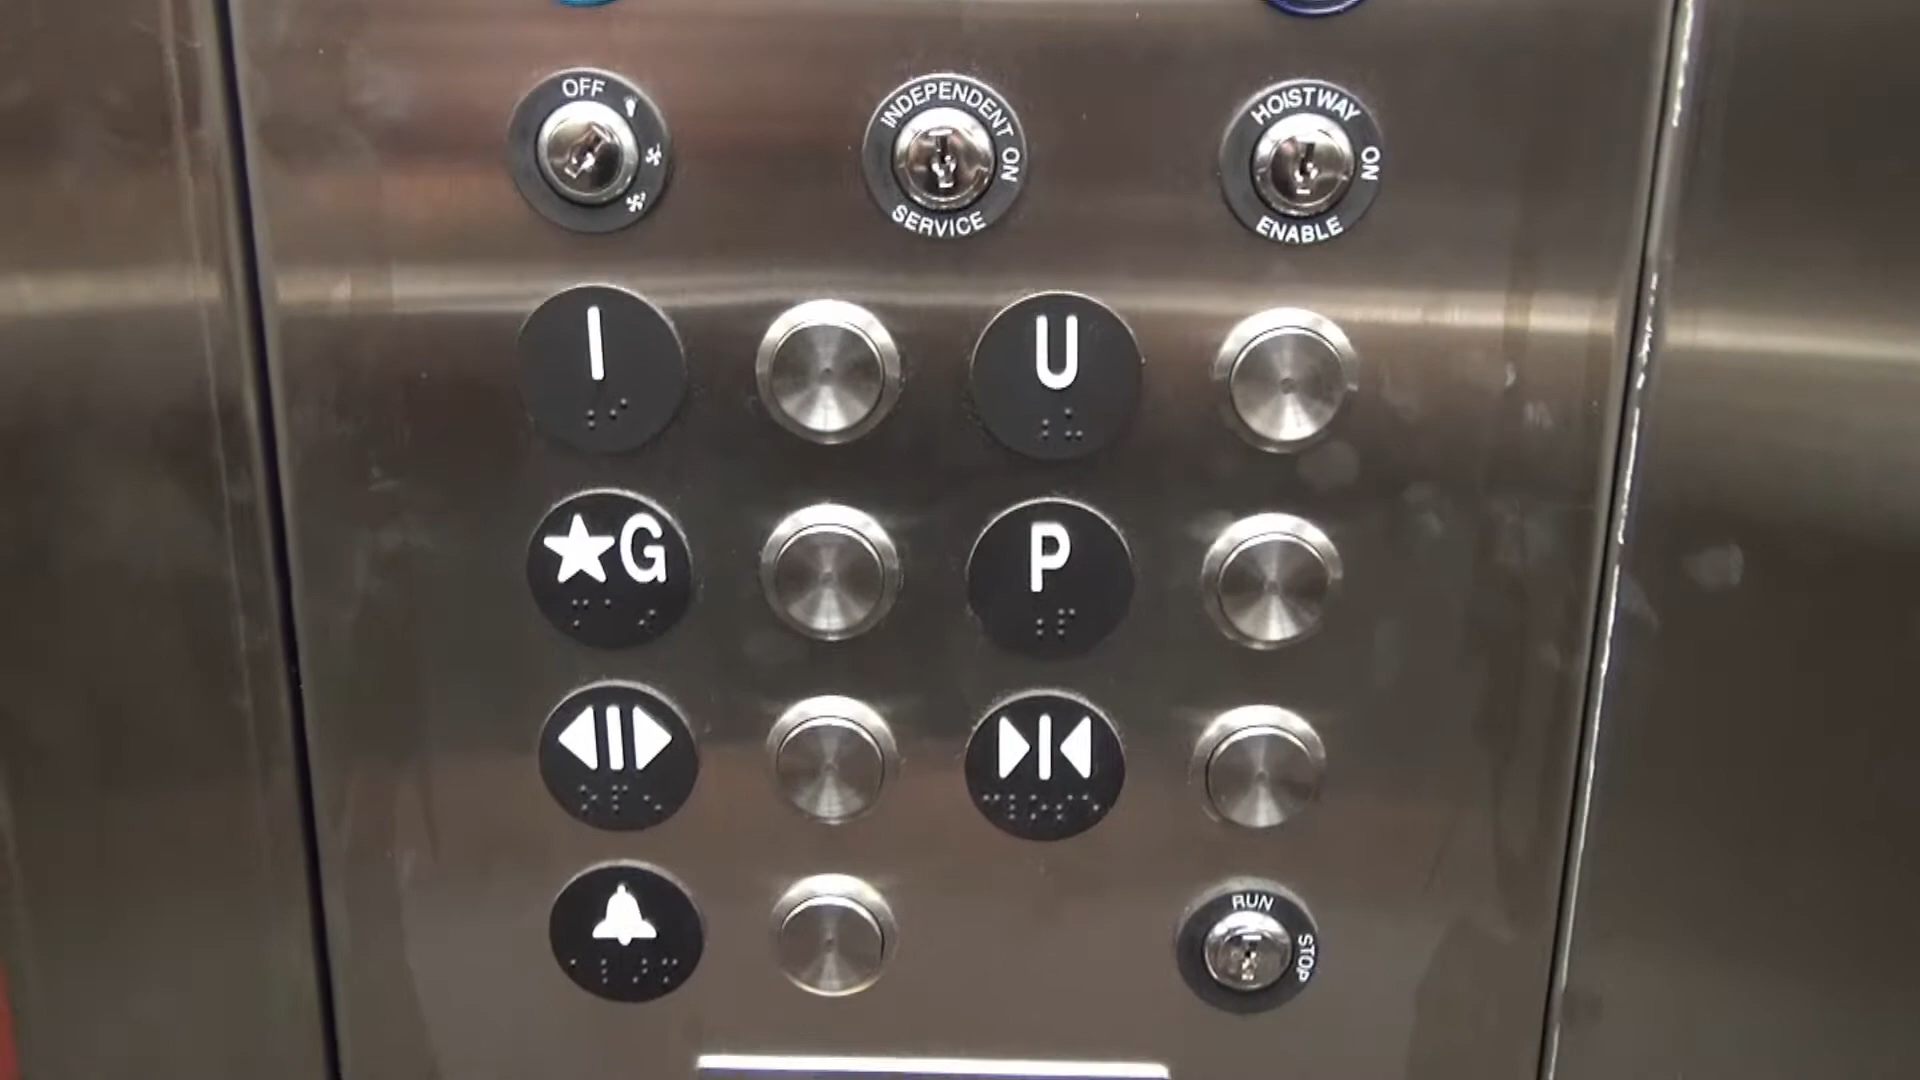 OFF
INDEPENDENT
ON
SERVICE
HOISTWAY
ON
ENABLE
I
U
★G
P
RUN
STOP